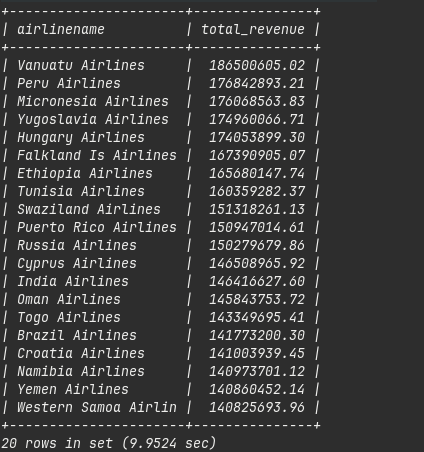 +----------------------+---------------+
| airlinename          | total_revenue |
+----------------------+---------------+
| Vanuatu Airlines     |  186500605.02 |
| Peru Airlines        |  176842893.21 |
| Micronesia Airlines  |  176068563.83 |
| Yugoslavia Airlines  |  174960066.71 |
| Hungary Airlines     |  174053899.30 |
| Falkland Is Airlines |  167390905.07 |
| Ethiopia Airlines    |  165680147.74 |
| Tunisia Airlines     |  160359282.37 |
| Swaziland Airlines   |  151318261.13 |
| Puerto Rico Airlines |  150947014.61 |
| Russia Airlines      |  150279679.86 |
| Cyprus Airlines      |  146508965.92 |
| India Airlines       |  146416627.60 |
| Oman Airlines        |  145843753.72 |
| Togo Airlines        |  143349695.41 |
| Brazil Airlines      |  141773200.30 |
| Croatia Airlines     |  141003939.45 |
| Namibia Airlines     |  140973701.12 |
| Yemen Airlines       |  140860452.14 |
| Western Samoa Airlin |  140825693.96 |
+----------------------+---------------+
20 rows in set (9.9524 sec)